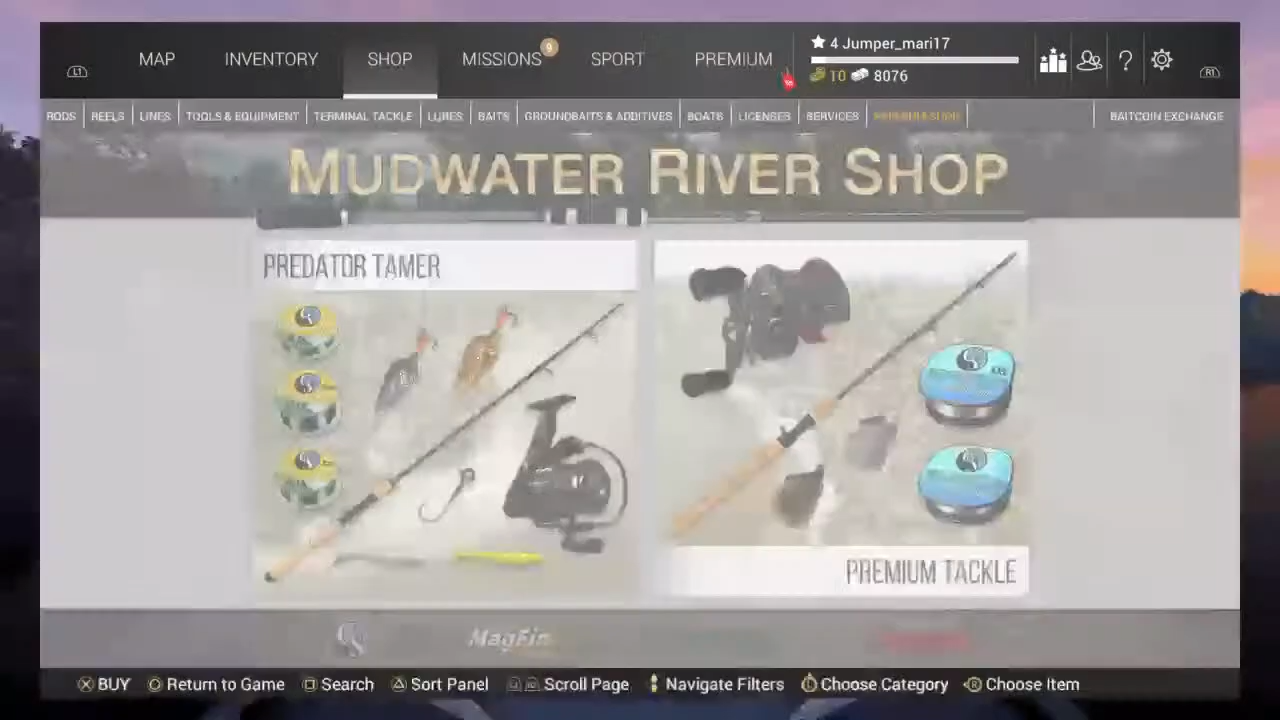 L1
MAP
INVENTORY
SHOP
MISSIONS
9
SPORT
PREMIUM
4 Jumper_mari17
10
8076
?
R1
RODS
REELS
LINES
TOOLS & EQUIPMENT
TERMINAL TACKLE
LURES
BAITS
GROUNDBAITS & ADDITIVES
BOATS
LICENSES
SERVICES
BAITCOIN EXCHANGE
MUDWATER RIVER SHOP
PREDATOR TAMER
PREMIUM TACKLE
MagFin
BUY
Return to Game
Search
Sort Panel
Scroll Page
Navigate Filters
L Choose Category
R Choose Item